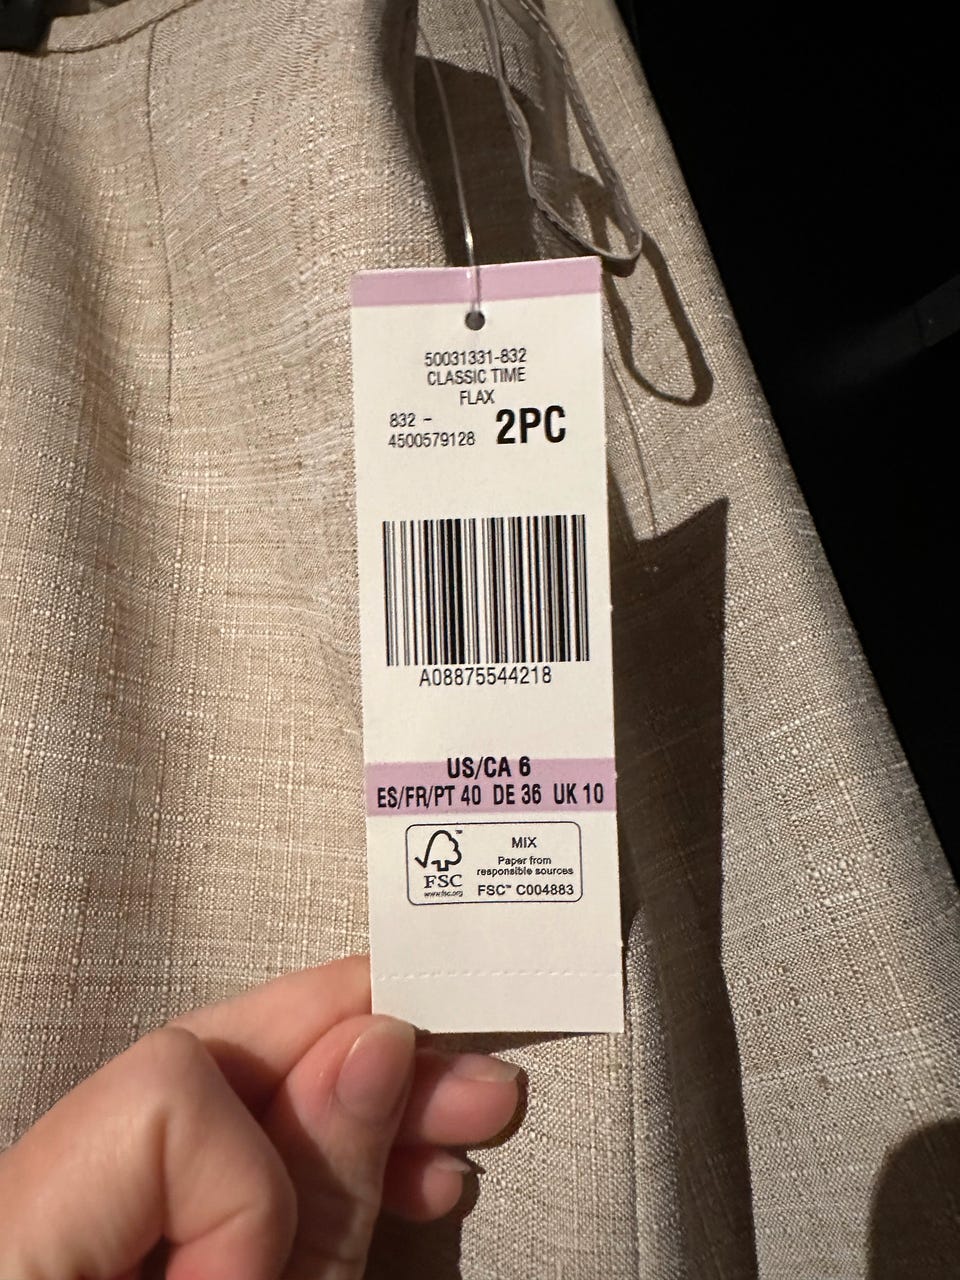 50031331-832
CLASSIC TIME
FLAX
832 -
4500579128
2PC
A08875544218
US/CA 6
ES/FR/PT 40 DE 36 UK 10
FSC
™
www.fsc.org
MIX
Paper from
responsible sources
FSC™ C004883